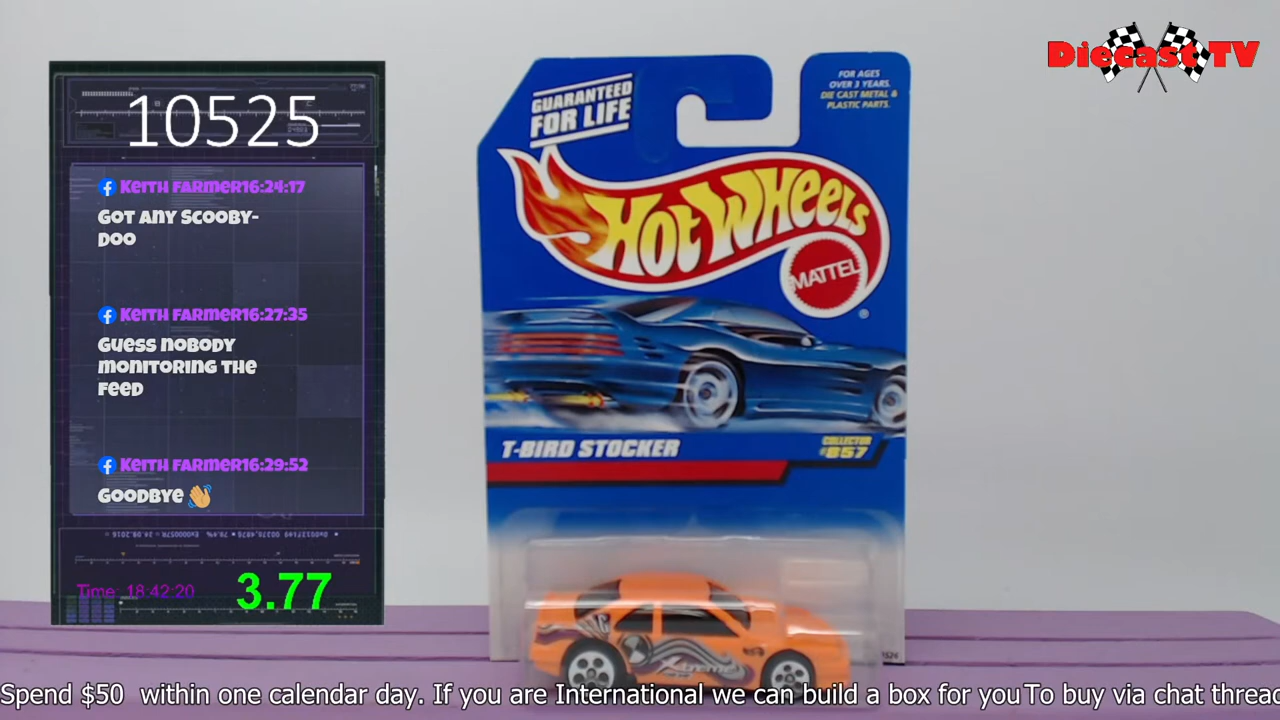 Diecast TV
10525
Keith Farmer16:24:17
Got any Scooby-
Doo
Keith Farmer16:27:35
Guess nobody
monitoring the
feed
Keith Farmer16:29:52
Goodbye 👋
Time: 18:42:20
3.77
GUARANTEED
FOR LIFE
FOR AGES
OVER 3 YEARS.
DIE CAST METAL &
PLASTIC PARTS.
Hot Wheels
MATTEL
®
T-BIRD STOCKER
COLLECTOR
#857
Xtreme
Spend $50 within one calendar day. If you are International we can build a box for you To buy via chat thread